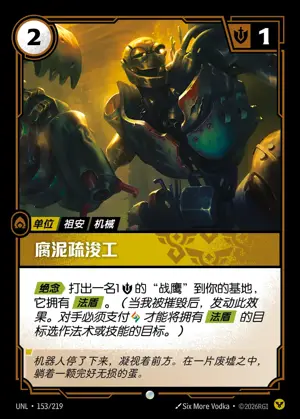 2
1
单位 祖安 机械
腐泥疏浚工
绝念 打出一名1的“战鹰”到你的基地，
它拥有 法盾 。（当我被摧毁后，发动此效
果。对手必须支付 才能将拥有 法盾 的目
标选作法术或技能的目标。）
机器人停了下来，凝视着前方。在一片废墟之中，
躺着一颗完好无损的蛋。
UNL • 153/219
Six More Vodka ©2026RGI